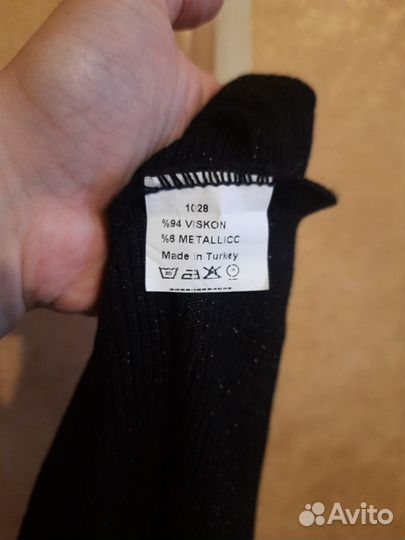 1028
%94 VISKON
%6 METALLICC
Made In Turkey
Avito